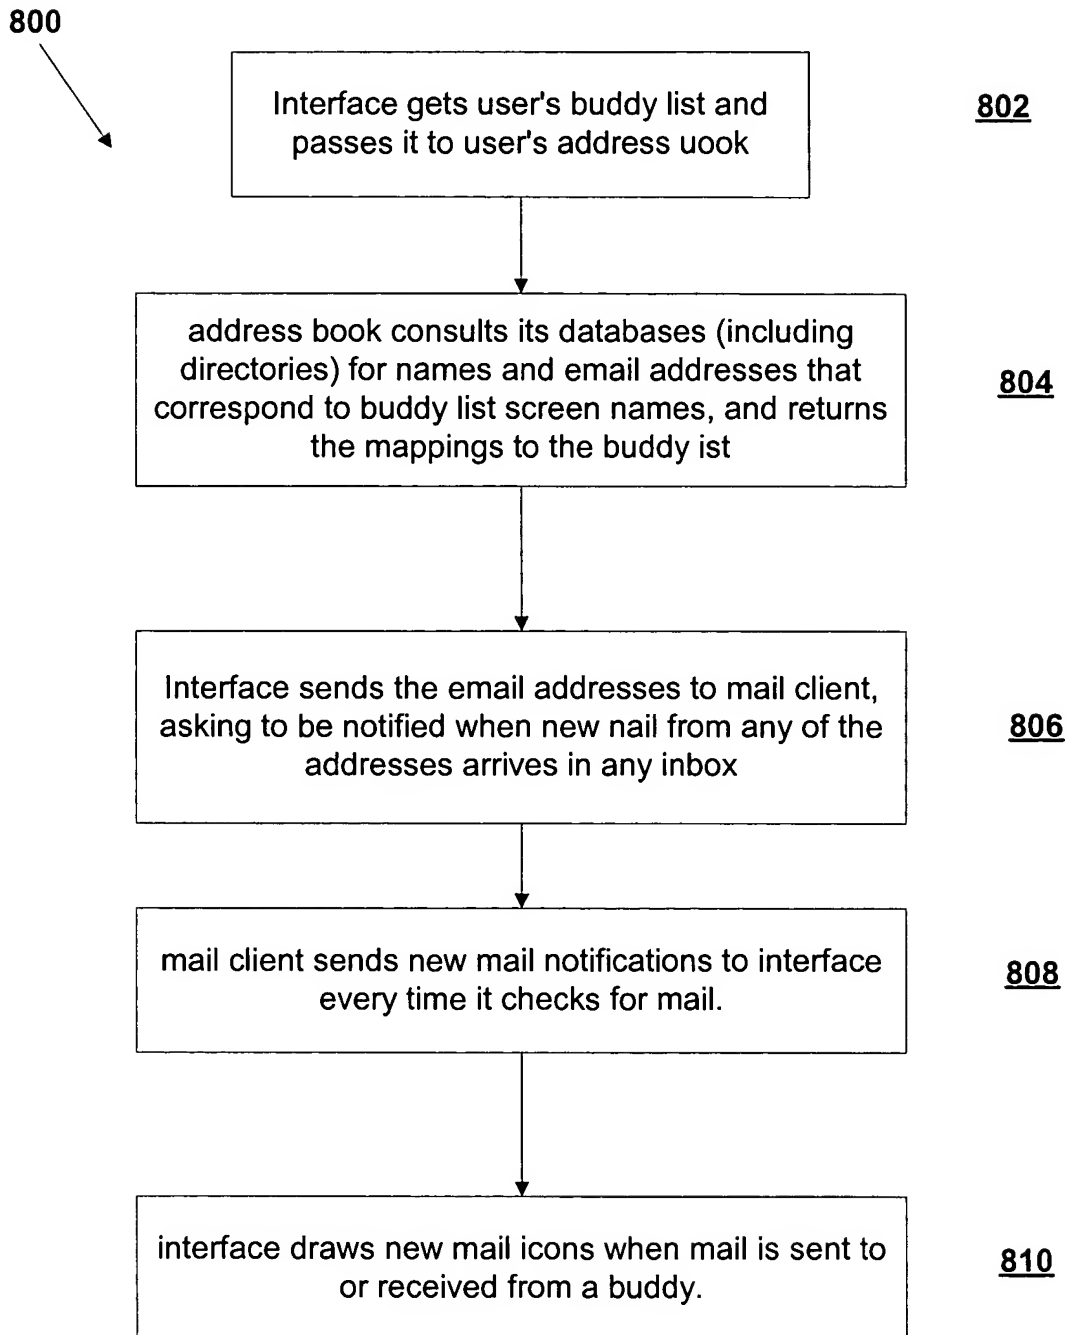 800
Interface gets user's buddy list and
passes it to user's address uook
802
address book consults its databases (including
directories) for names and email addresses that
correspond to buddy list screen names, and returns
the mappings to the buddy ist
804
Interface sends the email addresses to mail client,
asking to be notified when new nail from any of the
addresses arrives in any inbox
806
mail client sends new mail notifications to interface
every time it checks for mail.
808
interface draws new mail icons when mail is sent to
or received from a buddy.
810